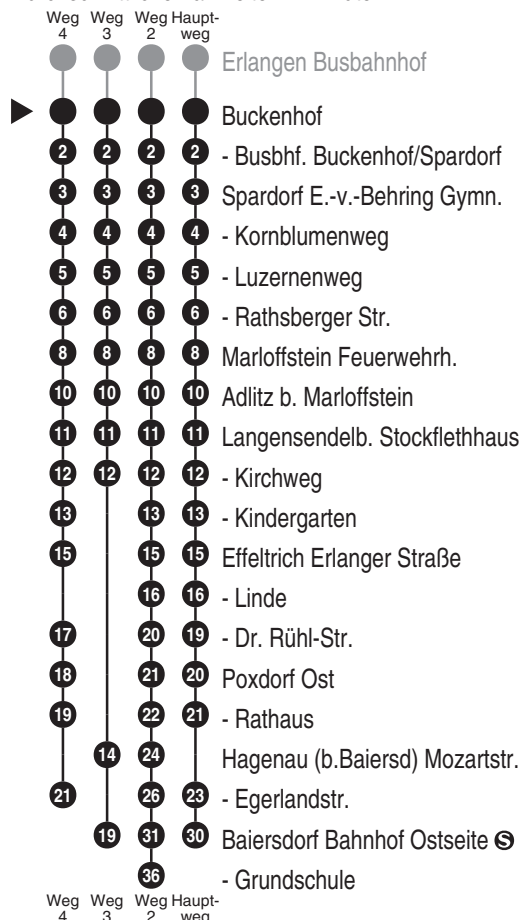 Weg Weg Weg Haupt-
4 3 2 weg
Erlangen Busbahnhof
Buckenhof
2 2 2 2 - Busbhf. Buckenhof/Spardorf
3 3 3 3 Spardorf E.-v.-Behring Gymn.
4 4 4 4 - Kornblumenweg
5 5 5 5 - Luzernenweg
6 6 6 6 - Rathsberger Str.
8 8 8 8 Marloffstein Feuerwehrh.
10 10 10 10 Adlitz b. Marloffstein
11 11 11 11 Langensendelb. Stockflethhaus
12 12 12 12 - Kirchweg
13 13 13 - Kindergarten
15 15 15 Effeltrich Erlanger Straße
16 16 - Linde
17 20 19 - Dr. Rühl-Str.
18 21 20 Poxdorf Ost
19 22 21 - Rathaus
14 24 Hagenau (b.Baiersd) Mozartstr.
21 26 23 - Egerlandstr.
19 31 30 Baiersdorf Bahnhof Ostseite S
36 - Grundschule
Weg Weg Weg Haupt-
4 3 2 weg